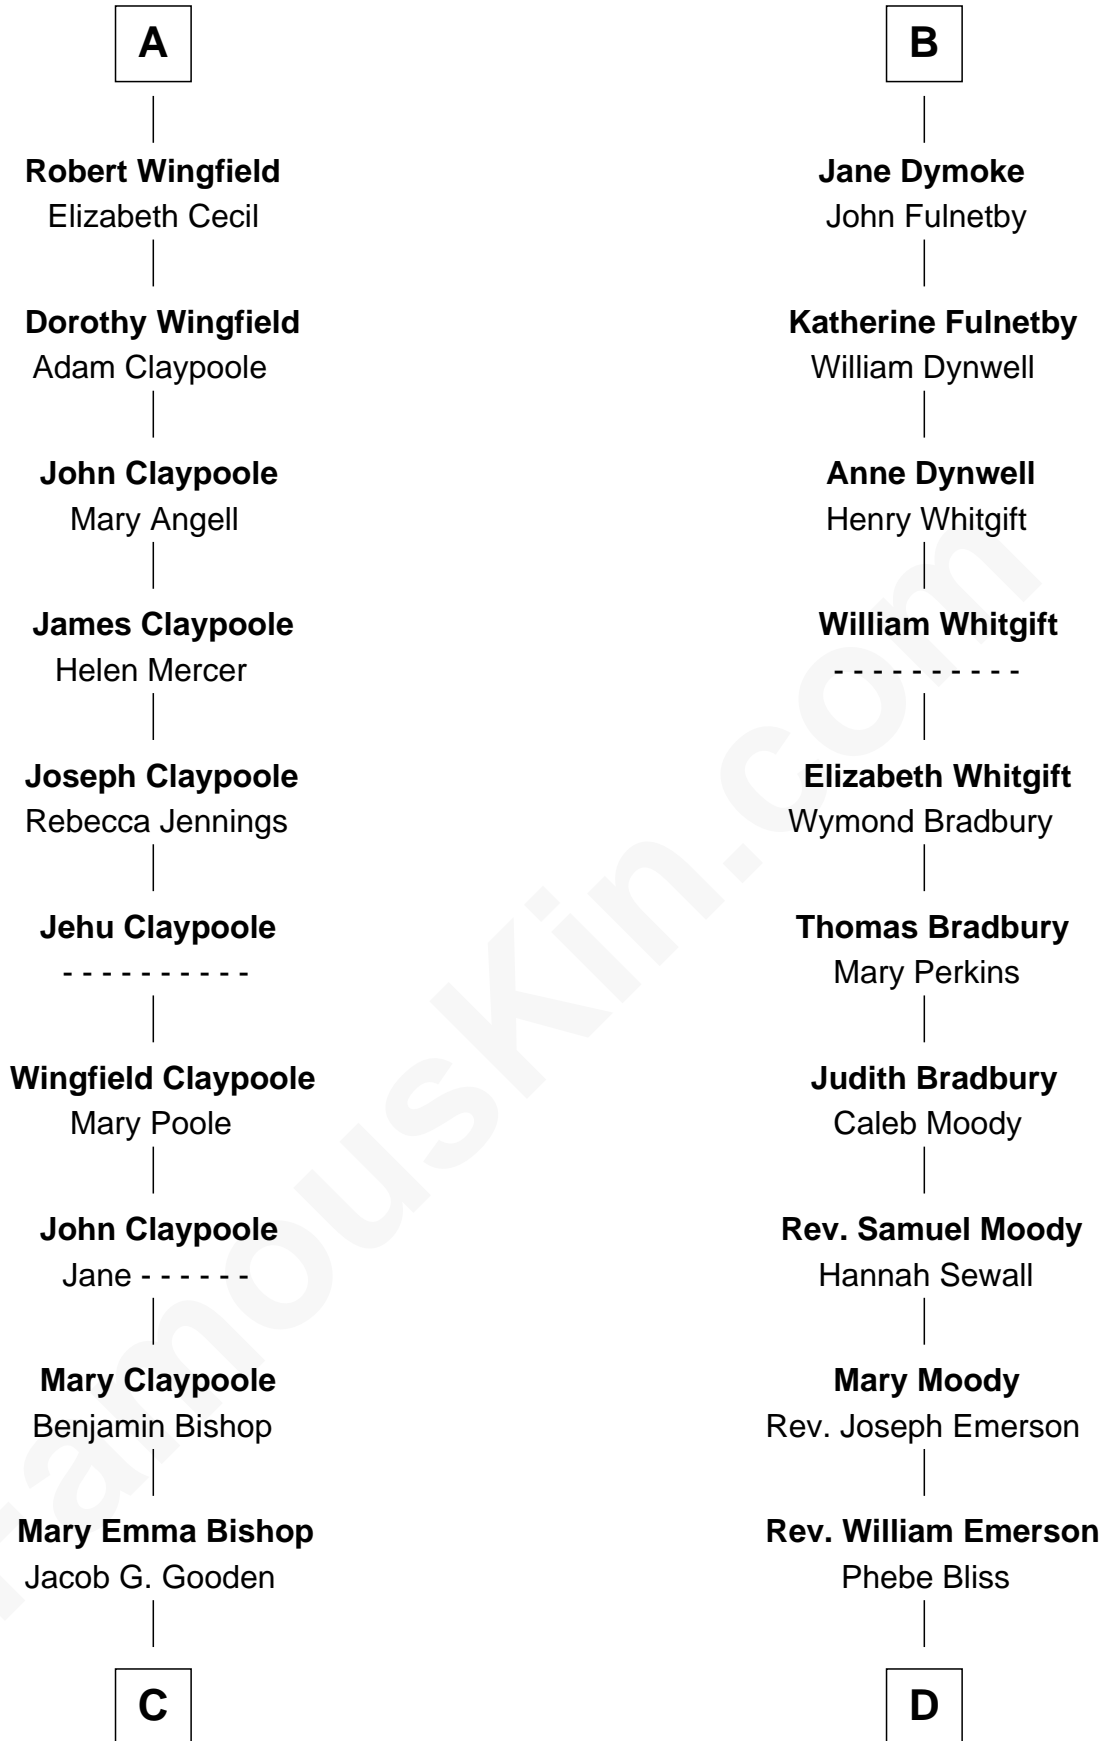 A
Robert Wingfield
Elizabeth Cecil
Dorothy Wingfield
Adam Claypoole
John Claypoole
Mary Angell
James Claypoole
Helen Mercer
Joseph Claypoole
Rebecca Jennings
Jehu Claypoole
- - - - - - - - - -
Wingfield Claypoole
Mary Poole
John Claypoole
Jane - - - - - -
Mary Claypoole
Benjamin Bishop
Mary Emma Bishop
Jacob G. Gooden
C
B
Jane Dymoke
John Fulnetby
Katherine Fulnetby
William Dynwell
Anne Dynwell
Henry Whitgift
William Whitgift
- - - - - - - - - -
Elizabeth Whitgift
Wymond Bradbury
Thomas Bradbury
Mary Perkins
Judith Bradbury
Caleb Moody
Rev. Samuel Moody
Hannah Sewall
Mary Moody
Rev. Joseph Emerson
Rev. William Emerson
Phebe Bliss
D
FamousKin.com